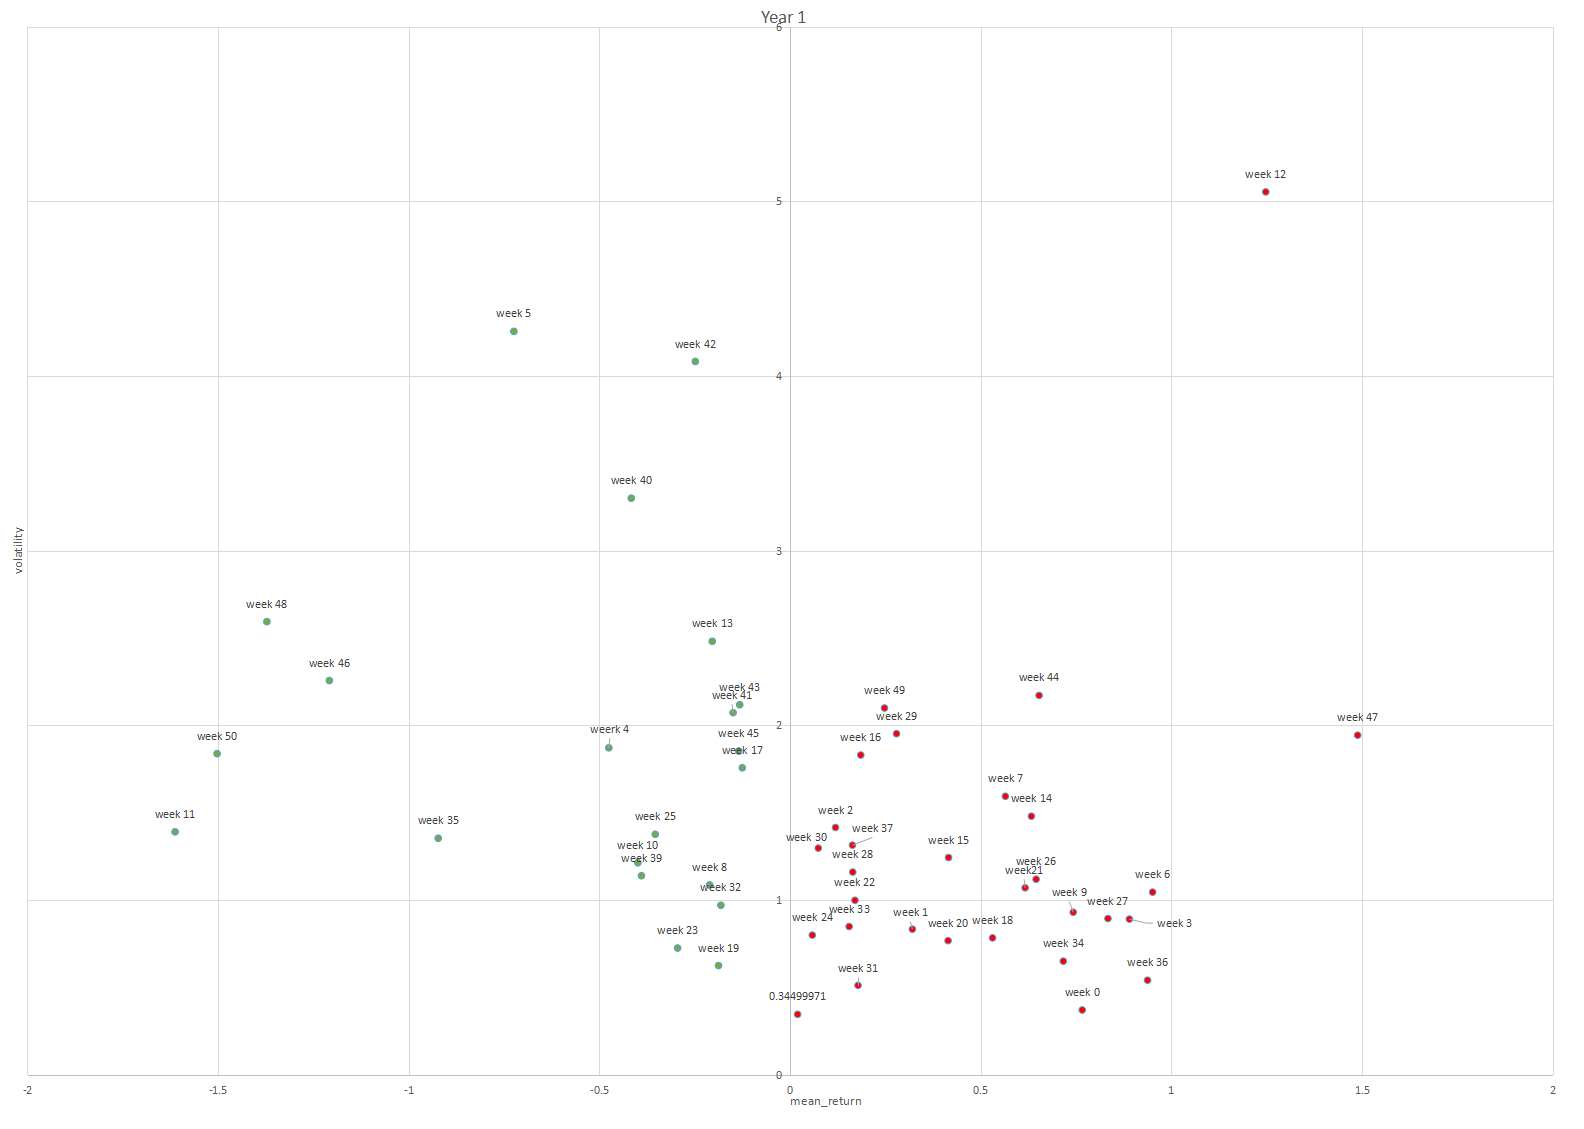 Year 1
6
week 12
5
week 5
week 42
4
week 40
3
volatility
week 48
week 13
week 46
week 44
week 43
week 49
week 41
week 29
week 47
2
weerk 4
week 45
week 50
week 16
week 17
week 7
week 14
week 11
week 2
week 25
week 35
week 37
week 30
week 15
week 10
week 28
week 39
week 26
week 8
week21
week 6
week 22
week 32
week 9
1
week 27
week 33
week 1
week 24
week 20
week 18
week 3
week 23
week 34
week 19
week 36
week 31
week 0
0.34499971
0
-2
-1.5
-1
-0.5
0
0.5
1
1.5
2
mean_return